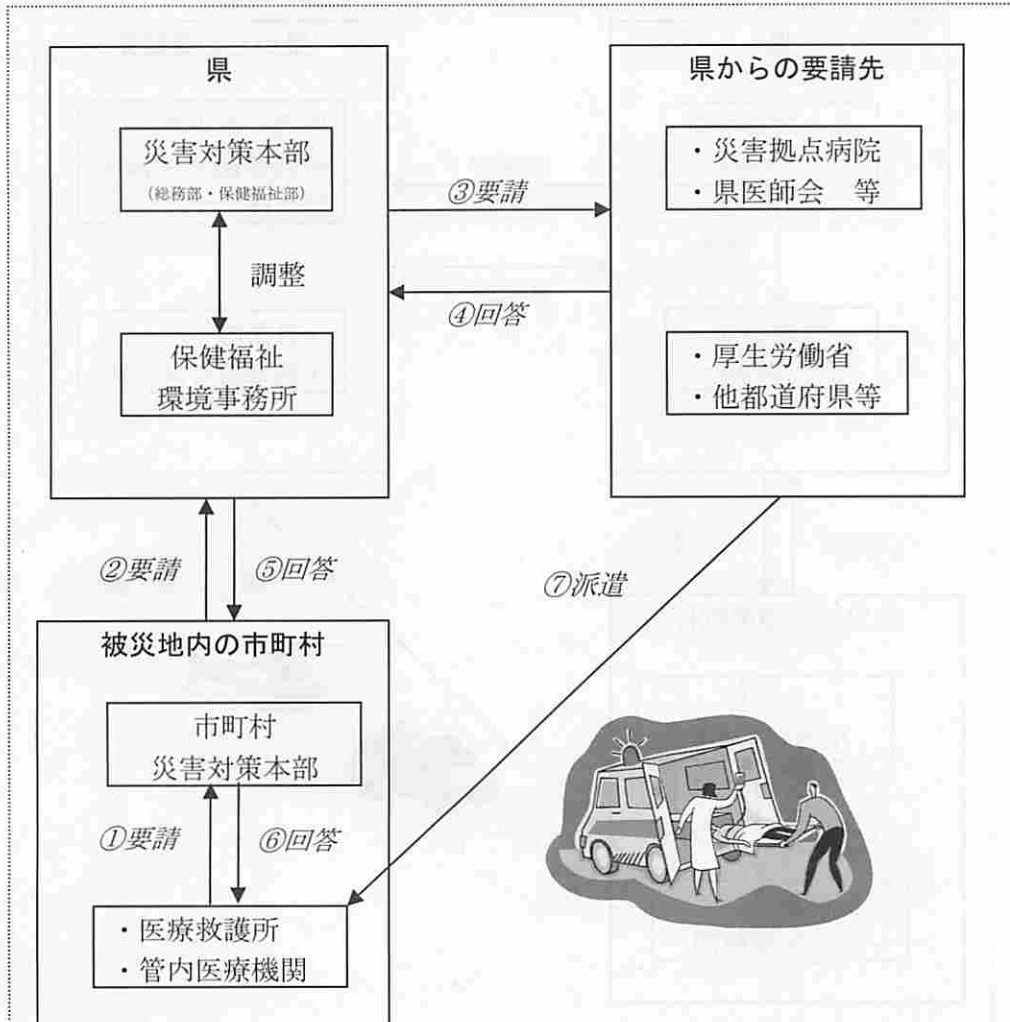 県
災害対策本部
(総務部・保健福祉部)
調整
保健福祉
環境事務所
県からの要請先
・災害拠点病院
・県医師会 等
・厚生労働省
・他都道府県等
③要請
④回答
②要請
⑤回答
⑦派遣
被災地内の市町村
市町村
災害対策本部
①要請
⑥回答
・医療救護所
・管内医療機関